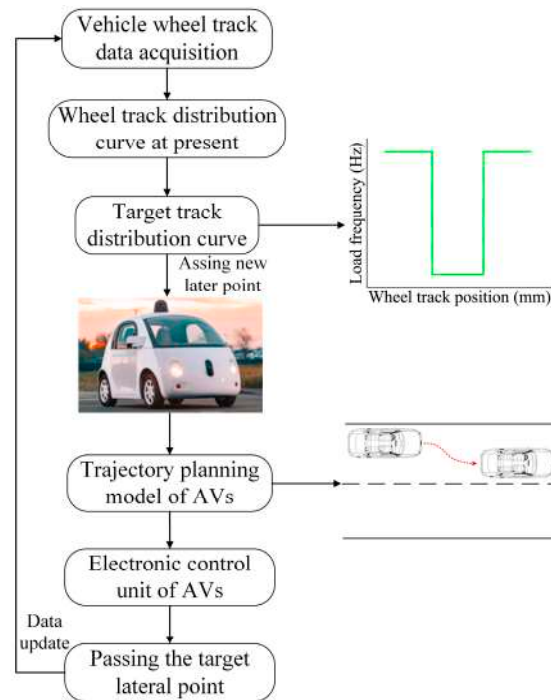 Vehicle wheel track
data acquisition
Wheel track distribution
curve at present
Target track
distribution curve
Load frequency (Hz)
Wheel track position (mm)
Assing new
later point
Trajectory planning
model of AVs
Electronic control
unit of AVs
Data
update
Passing the target
lateral point